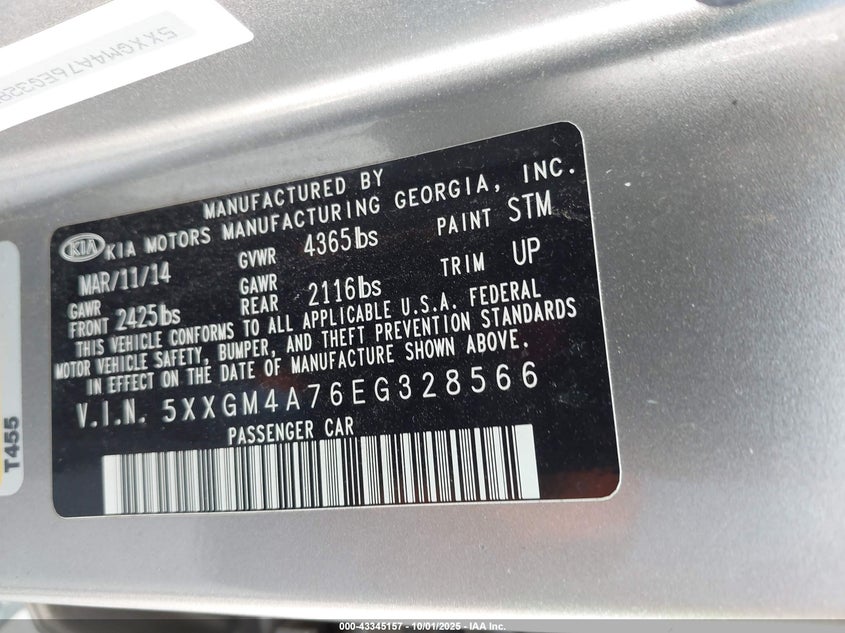 5XXGM4A76EG328
MANUFACTURED BY
KIA KIA MOTORS MANUFACTURING GEORGIA, INC.
MAR/11/14 GVWR 4365lbs PAINT STM
GAWR FRONT 2425lbs GAWR REAR 2116lbs TRIM UP
THIS VEHICLE CONFORMS TO ALL APPLICABLE U.S.A. FEDERAL
MOTOR VEHICLE SAFETY, BUMPER, AND THEFT PREVENTION STANDARDS
IN EFFECT ON THE DATE OF MANUFACTURE SHOWN ABOVE.
V.I.N. 5XXGM4A76EG328566
PASSENGER CAR
T455
000-43345157 - 10/01/2025 - IAA Inc.